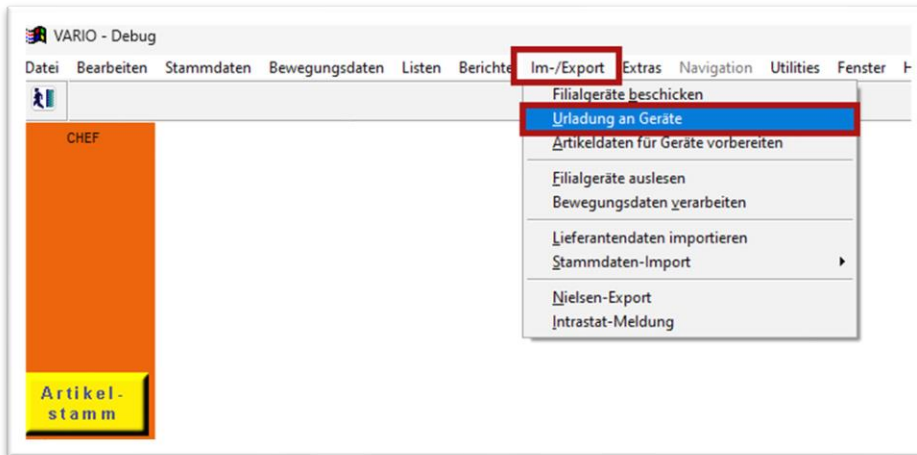 VARIO - Debug
Datei Bearbeiten Stammdaten Bewegungsdaten Listen Berichte Im-/Export Extras Navigation Utilities Fenster H
Filialgeräte beschicken
Urladung an Geräte
Artikeldaten für Geräte vorbereiten
Filialgeräte auslesen
Bewegungsdaten verarbeiten
Lieferantendaten importieren
Stammdaten-Import
Nielsen-Export
Intrastat-Meldung
CHEF
Artikel-
stamm